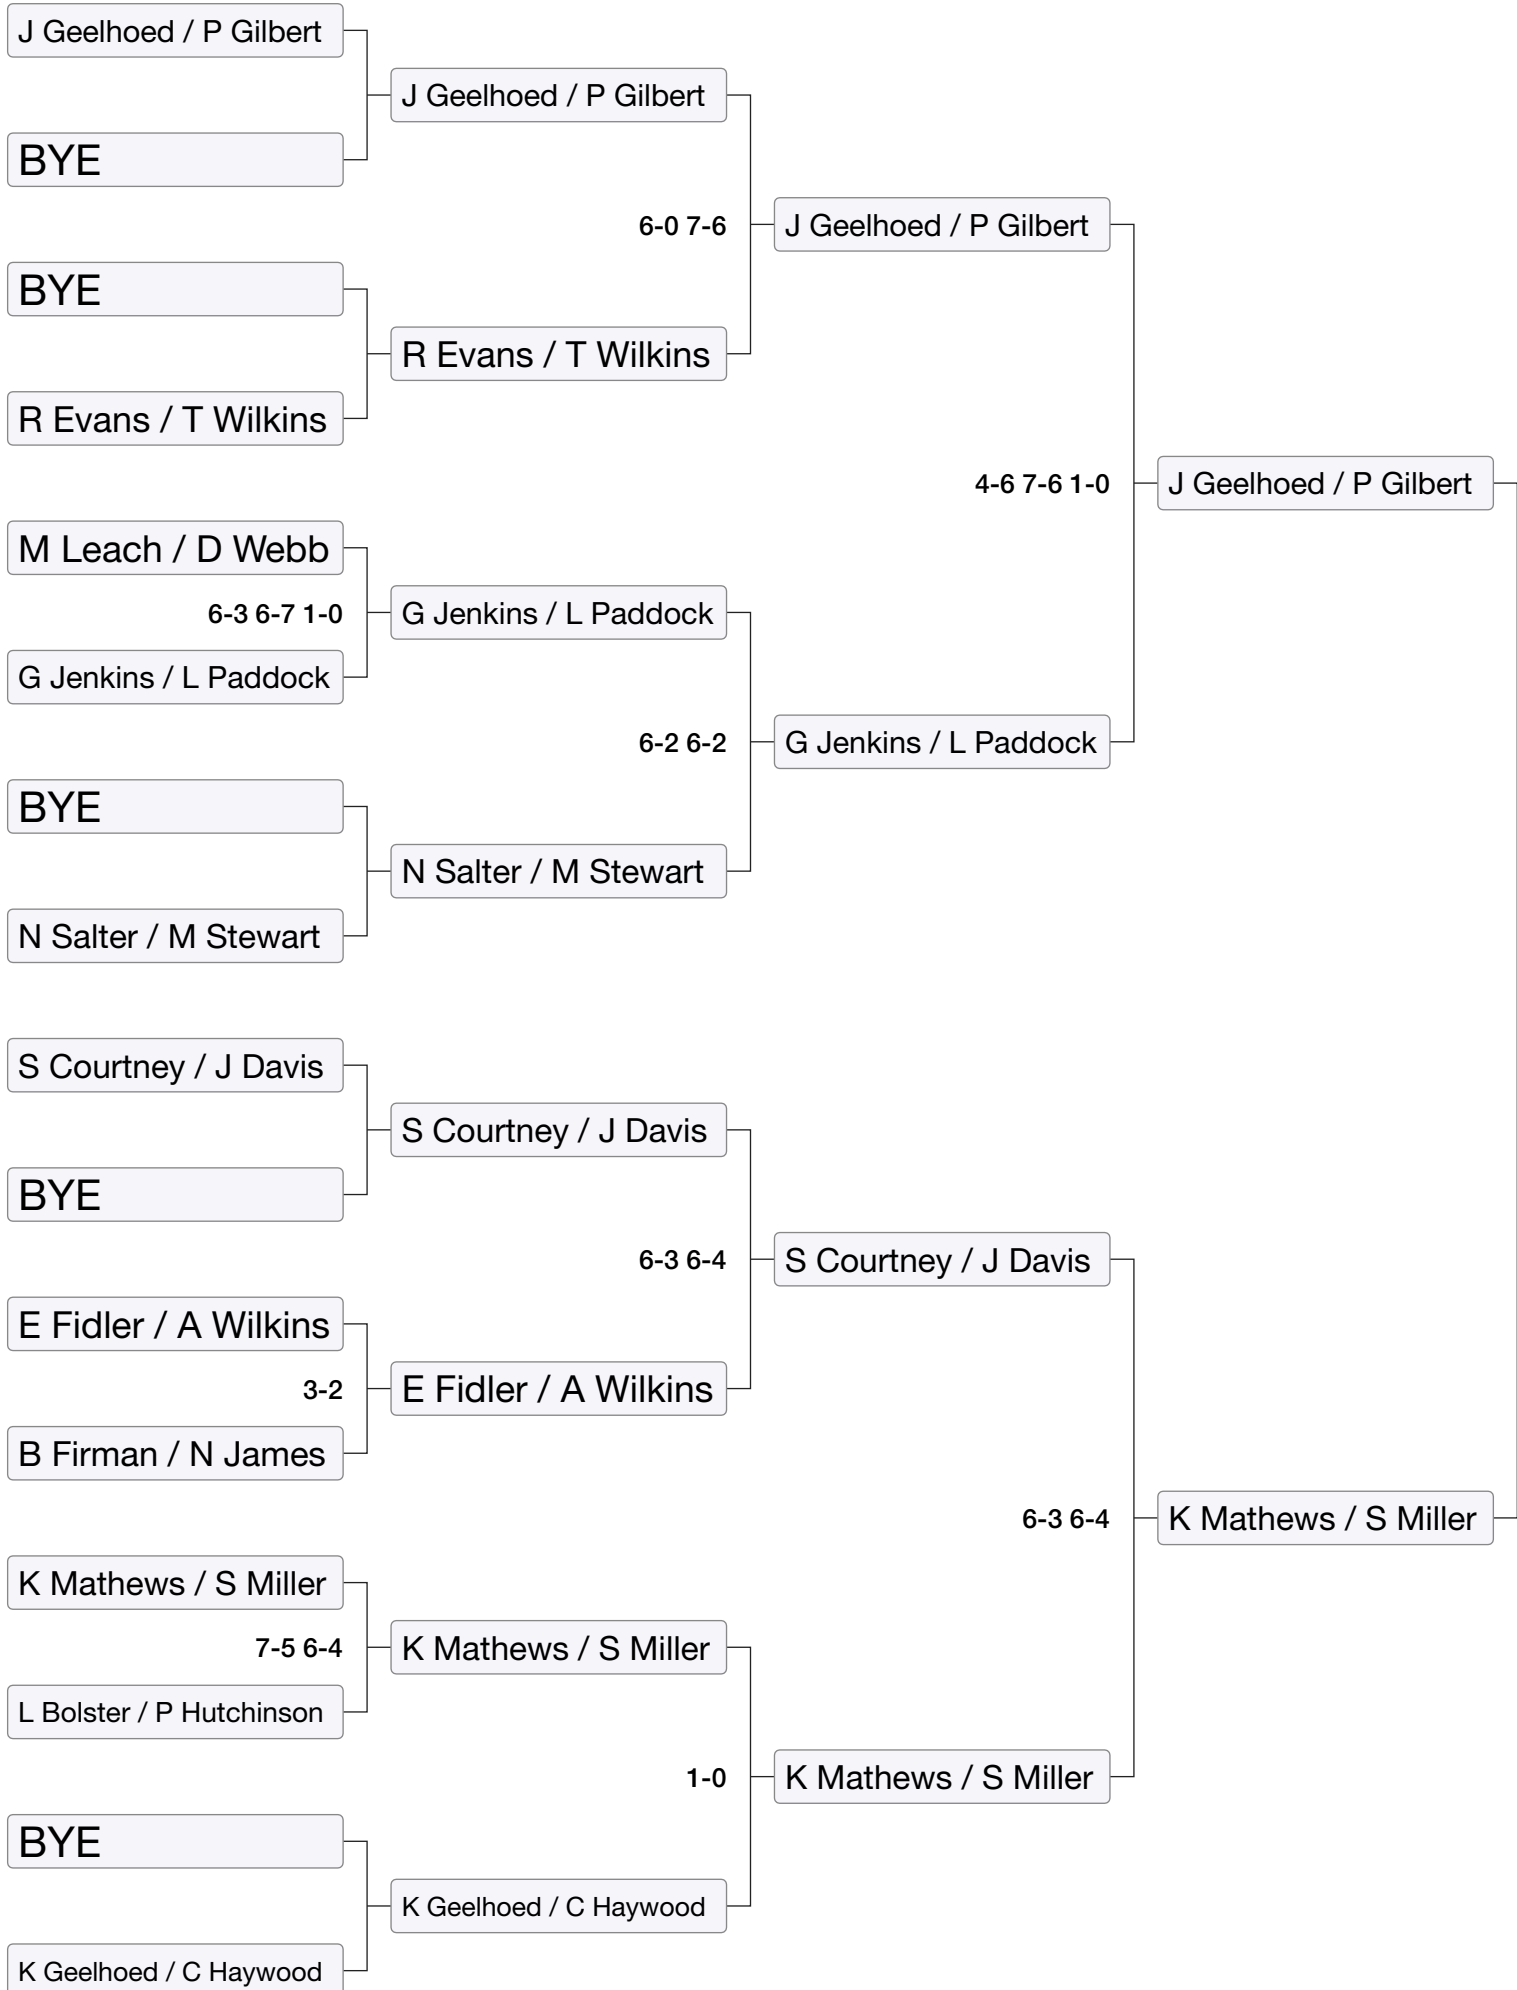 J Geelhoed / P Gilbert
J Geelhoed / P Gilbert
BYE
6-0 7-6
J Geelhoed / P Gilbert
BYE
R Evans / T Wilkins
R Evans / T Wilkins
4-6 7-6 1-0
J Geelhoed / P Gilbert
M Leach / D Webb
6-3 6-7 1-0
G Jenkins / L Paddock
G Jenkins / L Paddock
6-2 6-2
G Jenkins / L Paddock
BYE
N Salter / M Stewart
N Salter / M Stewart
S Courtney / J Davis
S Courtney / J Davis
BYE
6-3 6-4
S Courtney / J Davis
E Fidler / A Wilkins
3-2
E Fidler / A Wilkins
B Firman / N James
6-3 6-4
K Mathews / S Miller
K Mathews / S Miller
7-5 6-4
K Mathews / S Miller
L Bolster / P Hutchinson
1-0
K Mathews / S Miller
BYE
K Geelhoed / C Haywood
K Geelhoed / C Haywood